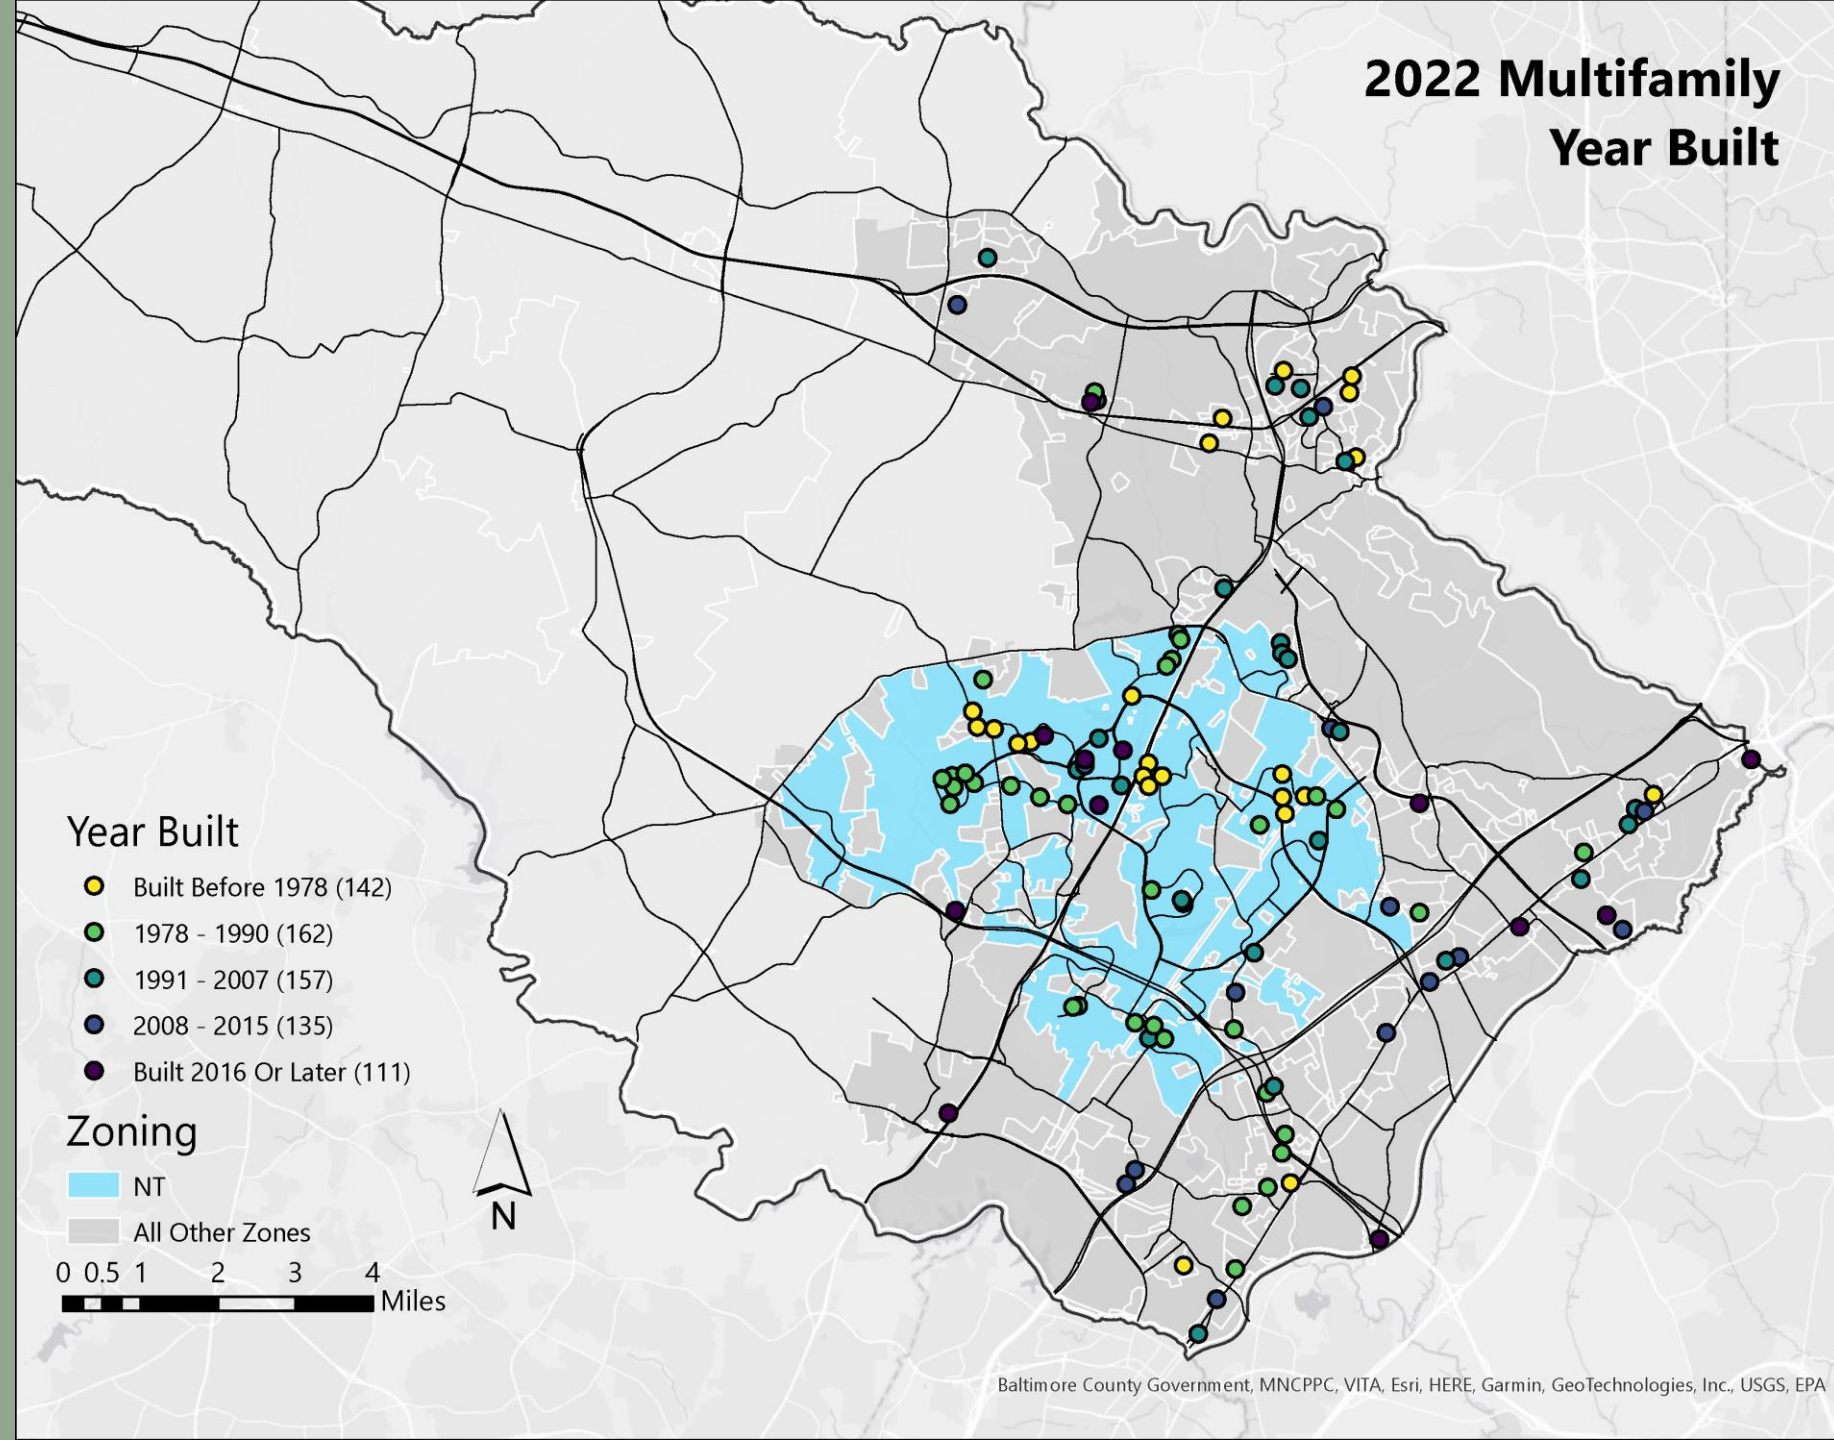 2022 Multifamily
Year Built
Year Built
Built Before 1978 (142)
1978 - 1990 (162)
1991 - 2007 (157)
2008 - 2015 (135)
Built 2016 Or Later (111)
Zoning
NT
All Other Zones
N
0 0.5 1 2 3 4
Miles
Baltimore County Government, MNCPPC, VITA, Esri, HERE, Garmin, GeoTechnologies, Inc., USGS, EPA